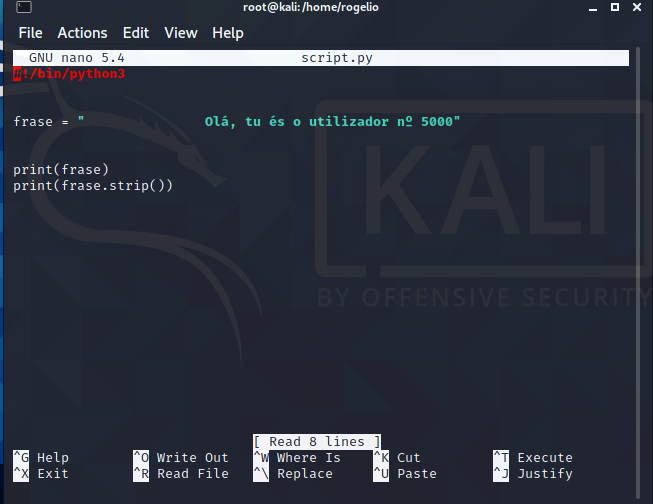 root@kali:/home/rogelio
File Actions Edit View Help
GNU nano 5.4 script.py
#!/bin/python3
frase = "               Olá, tu és o utilizador nº 5000"
print(frase)
print(frase.strip())
KALI
BY OFFENSIVE SECURITY
[ Read 8 lines ]
^G Help ^O Write Out ^W Where Is ^K Cut ^T Execute
^X Exit ^R Read File ^\ Replace ^U Paste ^J Justify